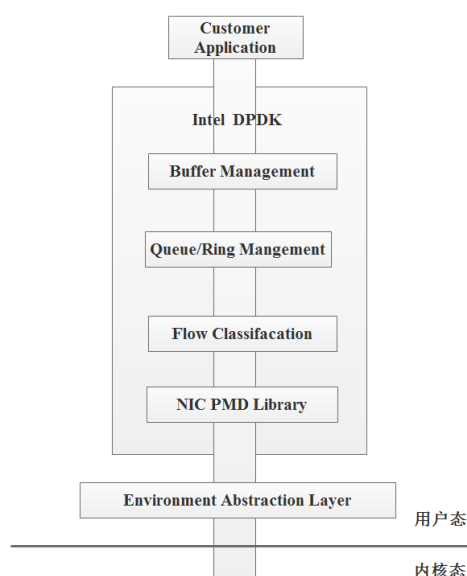 Customer
Application
Intel DPDK
Buffer Management
Queue/Ring Mangement
Flow Classifacation
NIC PMD Library
Environment Abstraction Layer
用户态
内核态